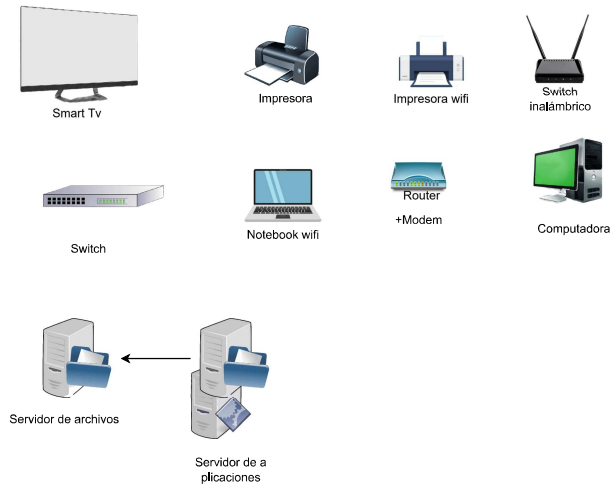 Smart Tv
Impresora
Impresora wifi
Switch
inalámbrico
Switch
Notebook wifi
Router
+Modem
Computadora
Servidor de archivos
Servidor de a
plicaciones